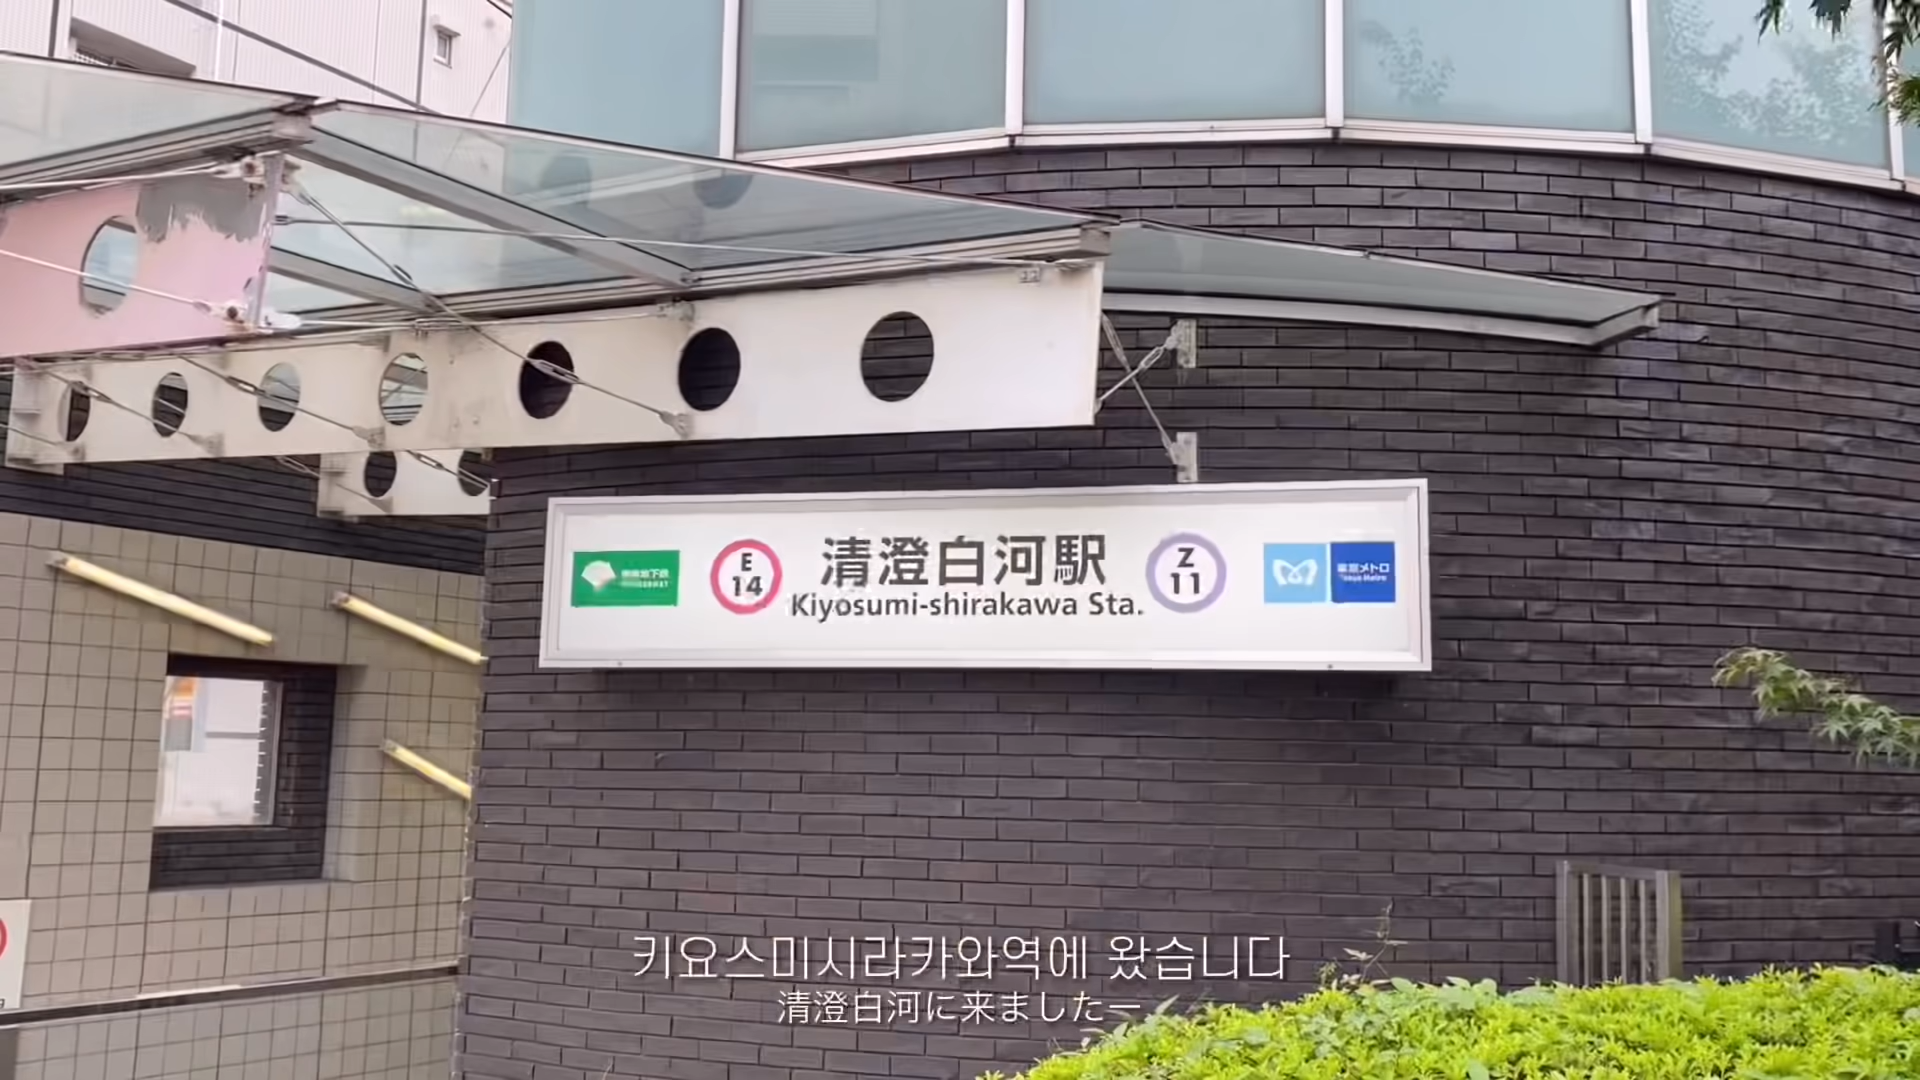 E
14
清澄白河駅
Kiyosumi-shirakawa Sta.
Z
11
東京メトロ
Tokyo Metro
키요스미시라카와역에 왔습니다
清澄白河に来ましたー